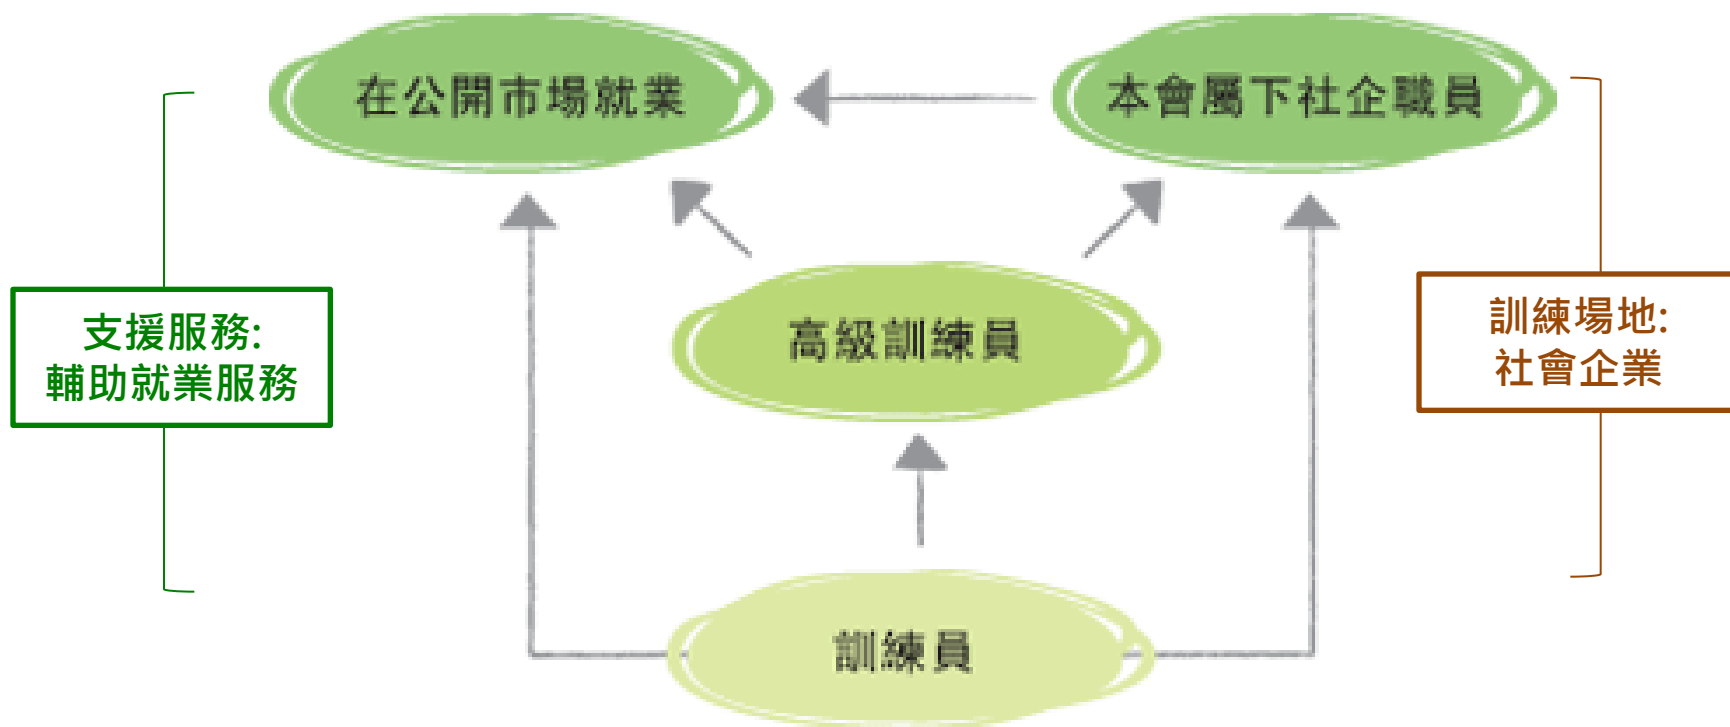 在公開市場就業
本會屬下社企職員
支援服務:
輔助就業服務
高級訓練員
訓練場地:
社會企業
訓練員